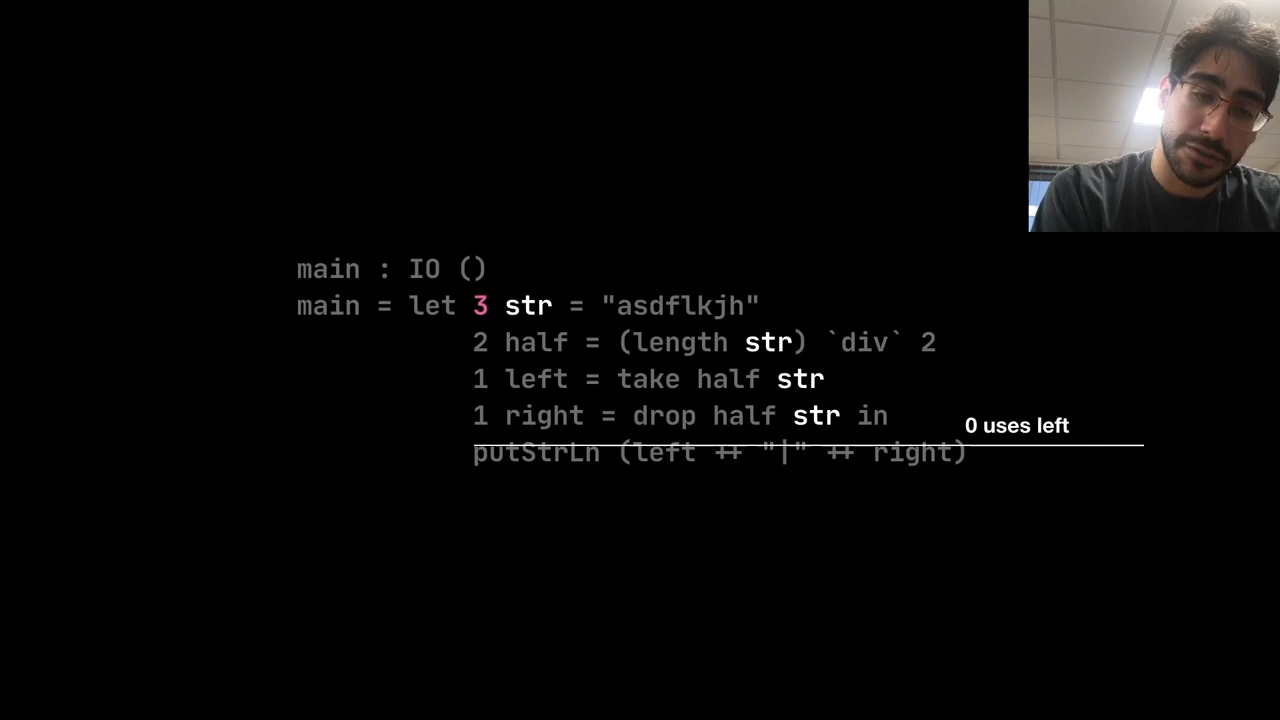 main : IO ()
main = let 3 str = "asdflkjh"
2 half = (length str) `div` 2
1 left = take half str
1 right = drop half str in
0 uses left
putStrLn (left ++ "|" ++ right)